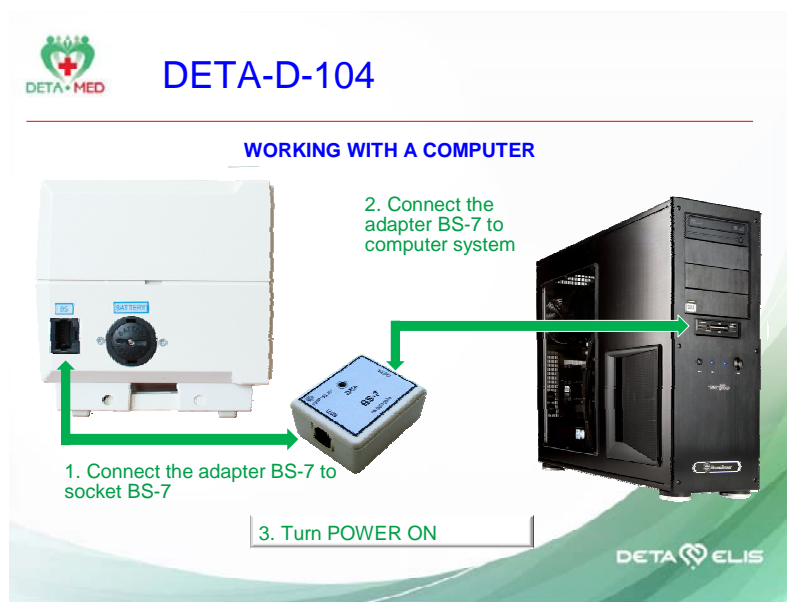 DETA MED
DETA-D-104
WORKING WITH A COMPUTER
2. Connect the
adapter BS-7 to
computer system
BS
BATTERY
BS-7
1. Connect the adapter BS-7 to
socket BS-7
3. Turn POWER ON
DETA ELIS